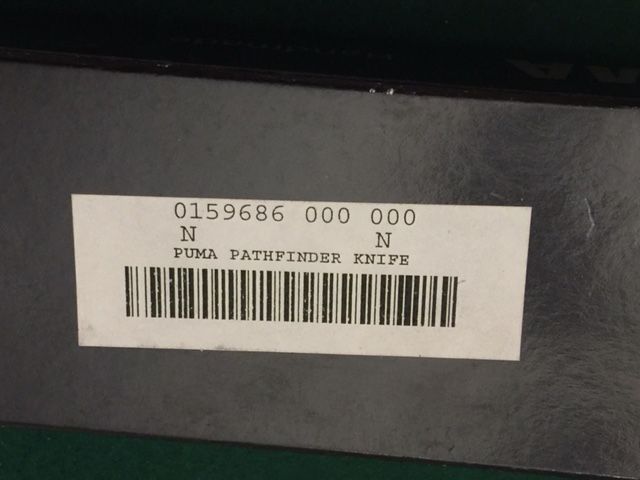 0159686 000 000
N N
PUMA PATHFINDER KNIFE